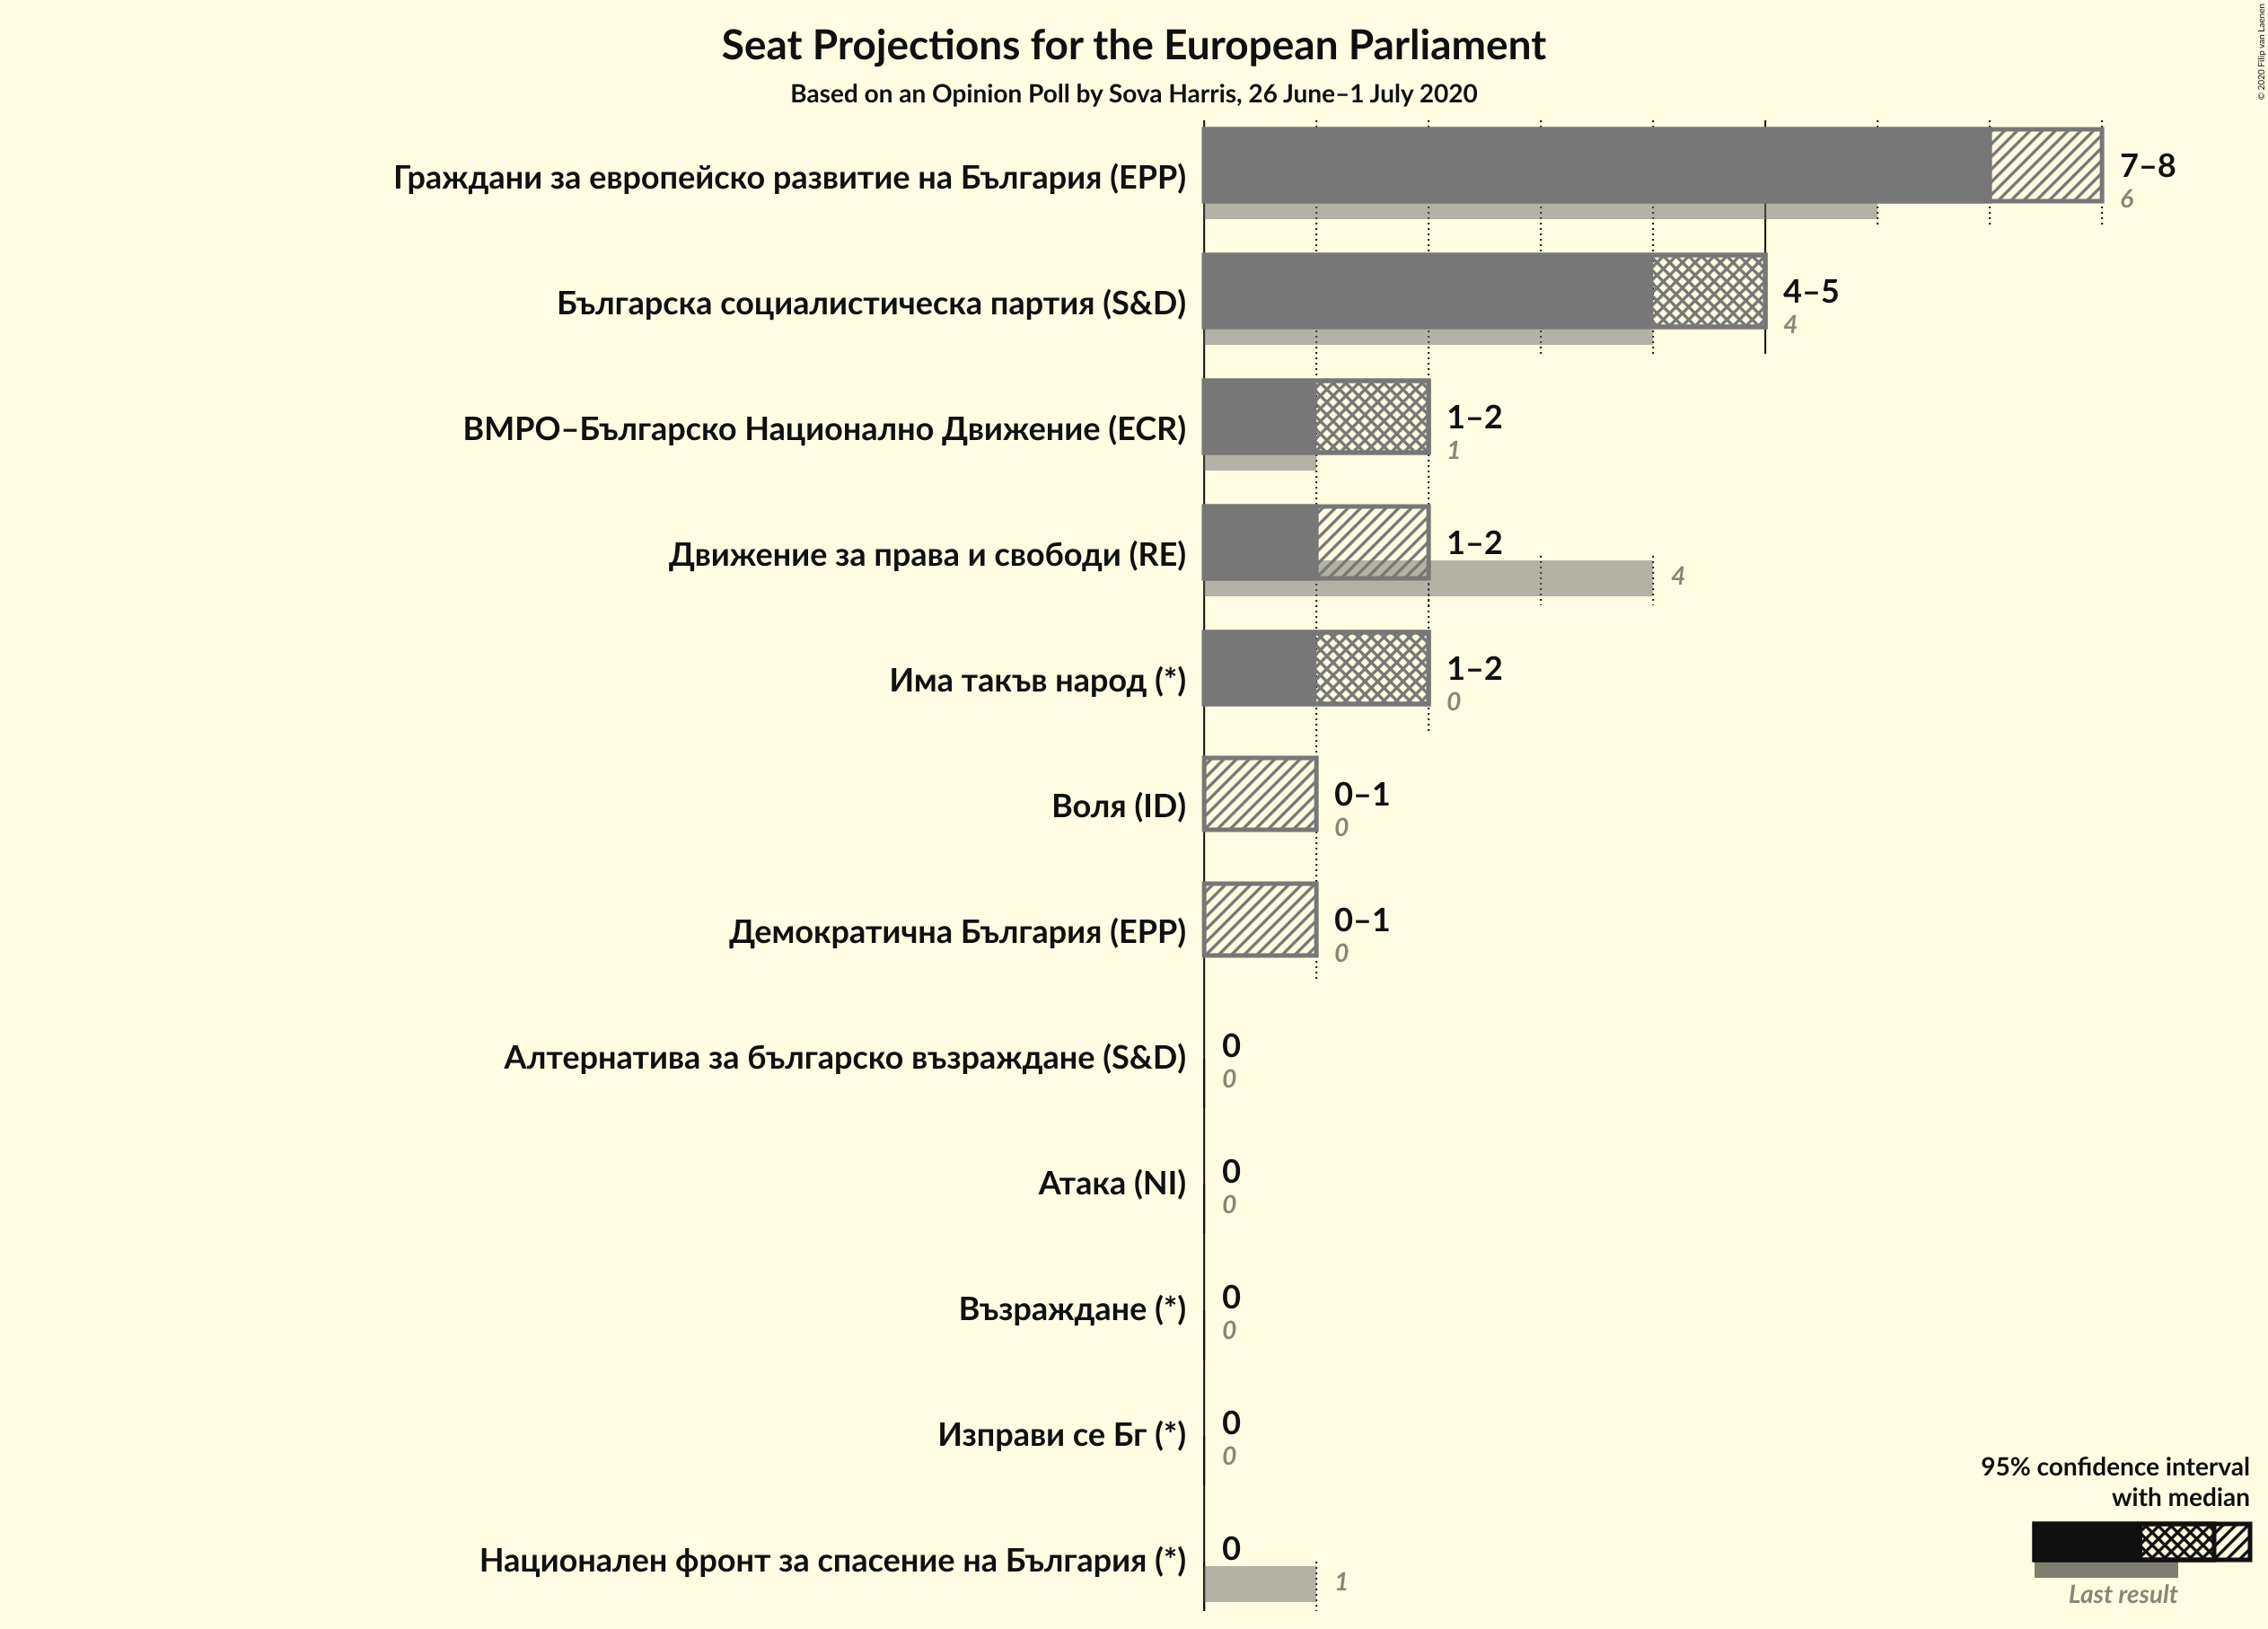 Seat Projections for the European Parliament
Based on an Opinion Poll by Sova Harris, 26 June–1 July 2020
© 2020 Filip van Laenen
Граждани за европейско развитие на България (EPP)
7–8
6
Българска социалистическа партия (S&D)
4–5
4
ВМРО–Българско Национално Движение (ECR)
1–2
1
Движение за права и свободи (RE)
1–2
4
Има такъв народ (*)
1–2
0
Воля (ID)
0–1
0
Демократична България (EPP)
0–1
0
Алтернатива за българско възраждане (S&D)
0
0
Атака (NI)
0
0
Възраждане (*)
0
0
Изправи се Бг (*)
0
0
Национален фронт за спасение на България (*)
0
1
95% confidence interval
with median
Last result